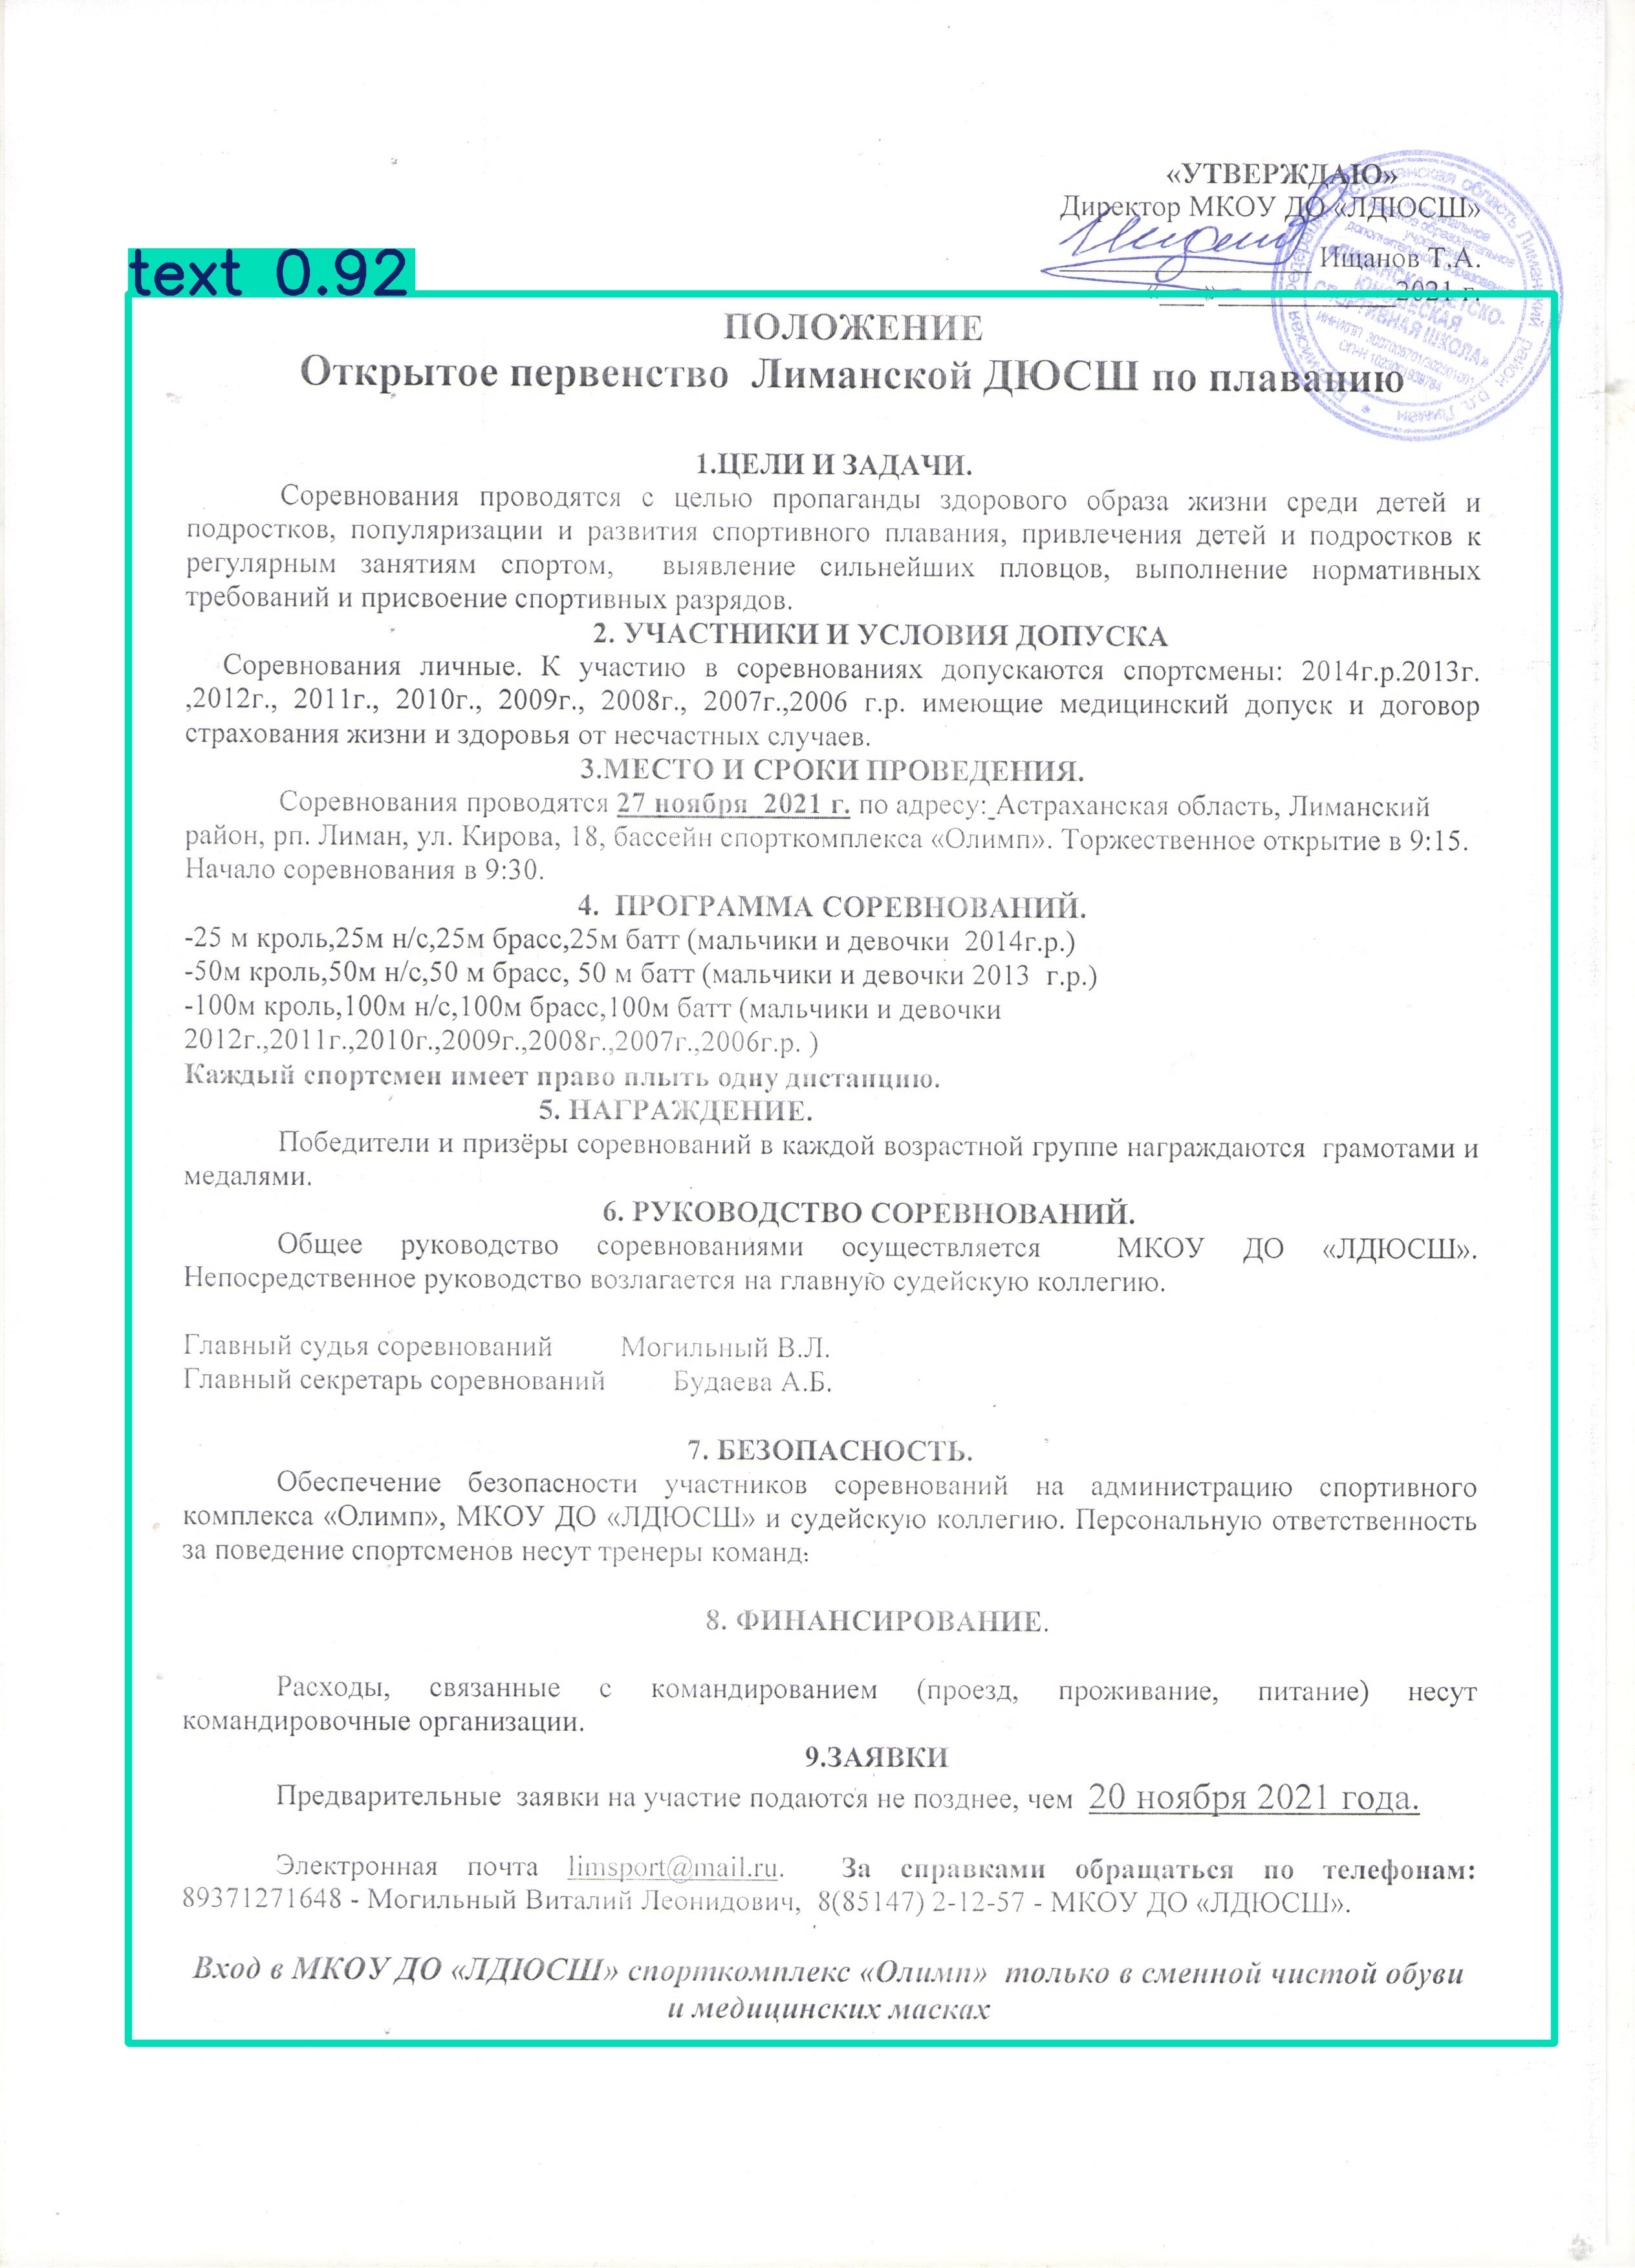 «УТВЕРЖДАЮ»
Директор МКОУ ДО «ЛДЮСШ»
Ищанов Т.А.
text 0.92
«___»____________2021 г.
ПОЛОЖЕНИЕ
Открытое первенство Лиманской ДЮСШ по плаванию
1.ЦЕЛИ И ЗАДАЧИ.
Соревнования проводятся с целью пропаганды здорового образа жизни среди детей и
подростков, популяризации и развития спортивного плавания, привлечения детей и подростков к
регулярным занятиям спортом, выявление сильнейших пловцов, выполнение нормативных
требований и присвоение спортивных разрядов.
2. УЧАСТНИКИ И УСЛОВИЯ ДОПУСКА
Соревнования личные. К участию в соревнованиях допускаются спортсмены: 2014г.р.2013г.
,2012г., 2011г., 2010г., 2009г., 2008г., 2007г.,2006 г.р. имеющие медицинский допуск и договор
страхования жизни и здоровья от несчастных случаев.
3.МЕСТО И СРОКИ ПРОВЕДЕНИЯ.
Соревнования проводятся 27 ноября 2021 г. по адресу: Астраханская область, Лиманский
район, рп. Лиман, ул. Кирова, 18, бассейн спорткомплекса «Олимп». Торжественное открытие в 9:15.
Начало соревнования в 9:30.
4. ПРОГРАММА СОРЕВНОВАНИЙ.
-25 м кроль,25м н/с,25м брасс,25м батт (мальчики и девочки 2014г.р.)
-50м кроль,50м н/с,50 м брасс, 50 м батт (мальчики и девочки 2013 г.р.)
-100м кроль,100м н/с,100м брасс,100м батт (мальчики и девочки
2012г.,2011г.,2010г.,2009г.,2008г.,2007г.,2006г.р. )
Каждый спортсмен имеет право плыть одну дистанцию.
5. НАГРАЖДЕНИЕ.
Победители и призёры соревнований в каждой возрастной группе награждаются грамотами и
медалями.
6. РУКОВОДСТВО СОРЕВНОВАНИЙ.
Общее руководство соревнованиями осуществляется МКОУ ДО «ЛДЮСШ».
Непосредственное руководство возлагается на главную судейскую коллегию.
Главный судья соревнований Могильный В.Л.
Главный секретарь соревнований Будаева А.Б.
7. БЕЗОПАСНОСТЬ.
Обеспечение безопасности участников соревнований на администрацию спортивного
комплекса «Олимп», МКОУ ДО «ЛДЮСШ» и судейскую коллегию. Персональную ответственность
за поведение спортсменов несут тренеры команд:
8. ФИНАНСИРОВАНИЕ.
Расходы, связанные с командированием (проезд, проживание, питание) несут
командировочные организации.
9.ЗАЯВКИ
Предварительные заявки на участие подаются не позднее, чем 20 ноября 2021 года.
Электронная почта limsport@mail.ru. За справками обращаться по телефонам:
89371271648 - Могильный Виталий Леонидович, 8(85147) 2-12-57 - МКОУ ДО «ЛДЮСШ».
Вход в МКОУ ДО «ЛДЮСШ» спорткомплекс «Олимп» только в сменной чистой обуви
и медицинских масках